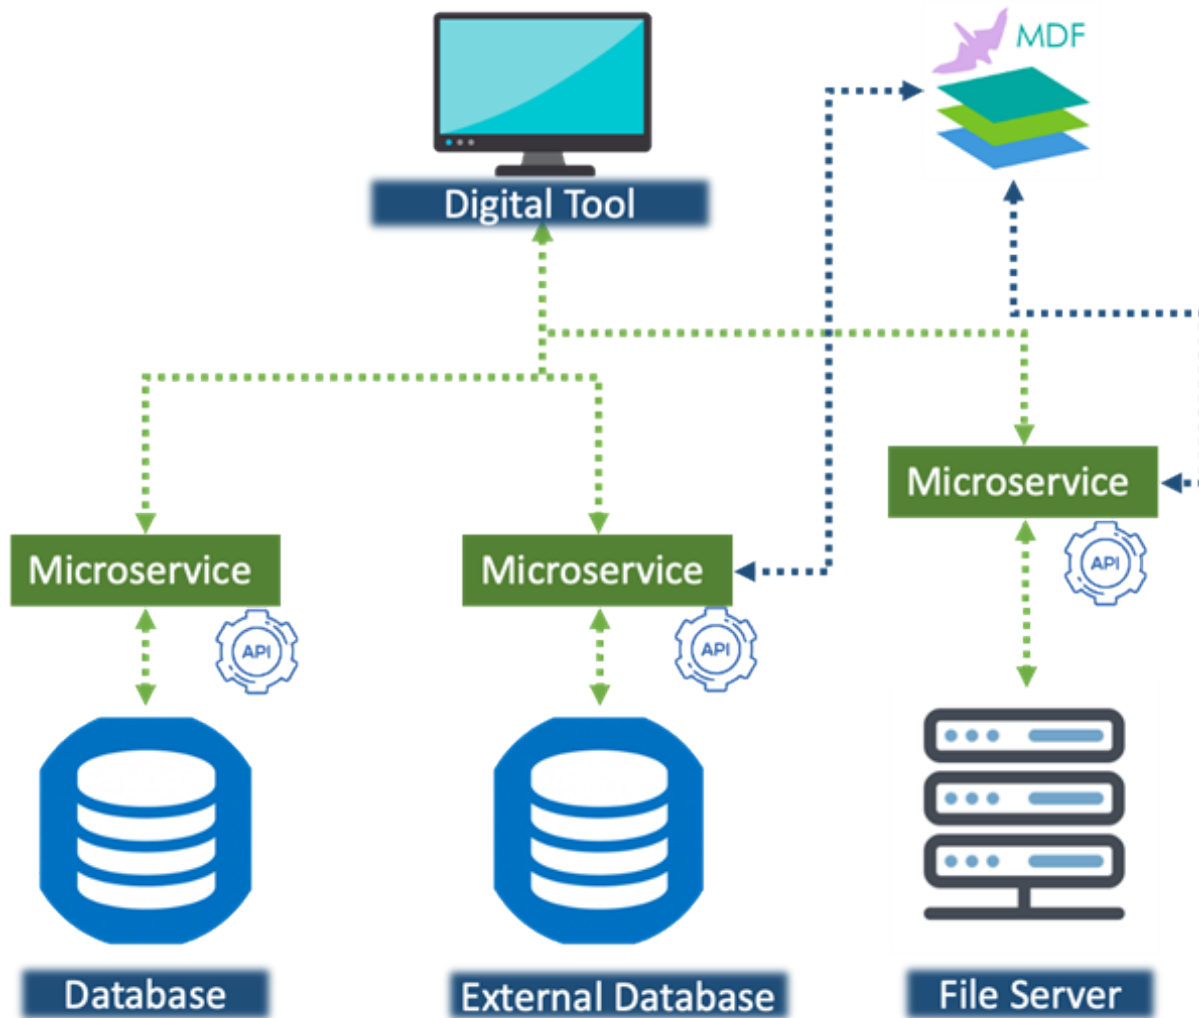 MDF
Digital Tool
Microservice
Microservice
Microservice
API
API
API
Database
External Database
File Server